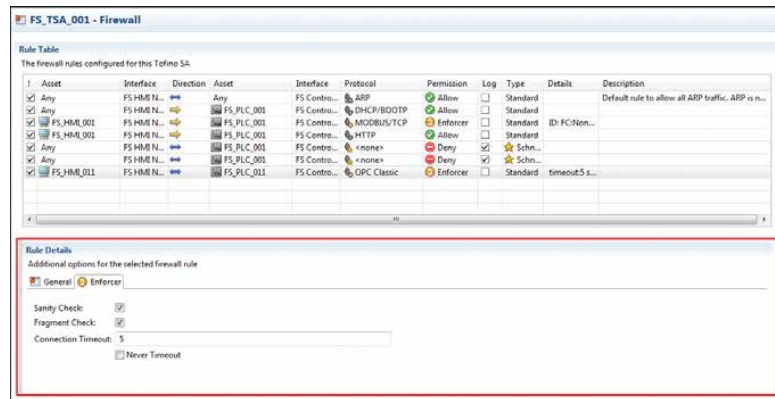 FS_TSA_001 - Firewall
Rule Table
The firewall rules configured for this Tofino SA
! Asset Interface Direction Asset Interface Protocol Permission Log Type Details Description
Any FS HMI N... Any FS Contro... ARP Allow Standard Default rule to allow all ARP traffic. ARP is n...
Any FS HMI N... FS_PLC_001 FS Contro... DHCP/BOOTP Allow Standard
FS_HMI_001 FS HMI N... FS_PLC_001 FS Contro... MODBUS/TCP Enforcer Standard ID: FC:Non...
FS_HMI_001 FS HMI N... FS_PLC_001 FS Contro... HTTP Allow Standard
Any FS HMI N... FS_PLC_001 FS Contro... <none> Deny Schn...
Any FS HMI N... FS_PLC_001 FS Contro... <none> Deny Schn...
FS_HMI_011 FS HMI N... FS_PLC_011 FS Contro... OPC Classic Enforcer Standard timeout:5 s...
Rule Details
Additional options for the selected firewall rule
General Enforcer
Sanity Check:
Fragment Check:
Connection Timeout: 5
Never Timeout